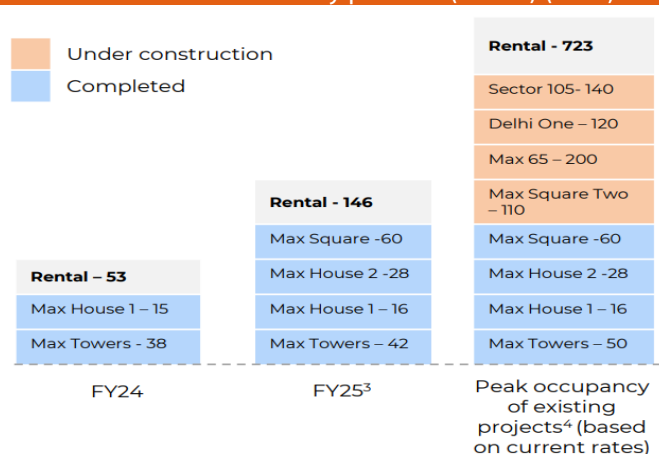 Under construction
Completed
Rental – 53
Max House 1 – 15
Max Towers - 38
FY24
Rental - 146
Max Square -60
Max House 2 -28
Max House 1 – 16
Max Towers – 42
FY25³
Rental - 723
Sector 105- 140
Delhi One – 120
Max 65 – 200
Max Square Two
– 110
Max Square -60
Max House 2 -28
Max House 1 – 16
Max Towers – 50
Peak occupancy
of existing
projects⁴ (based
on current rates)